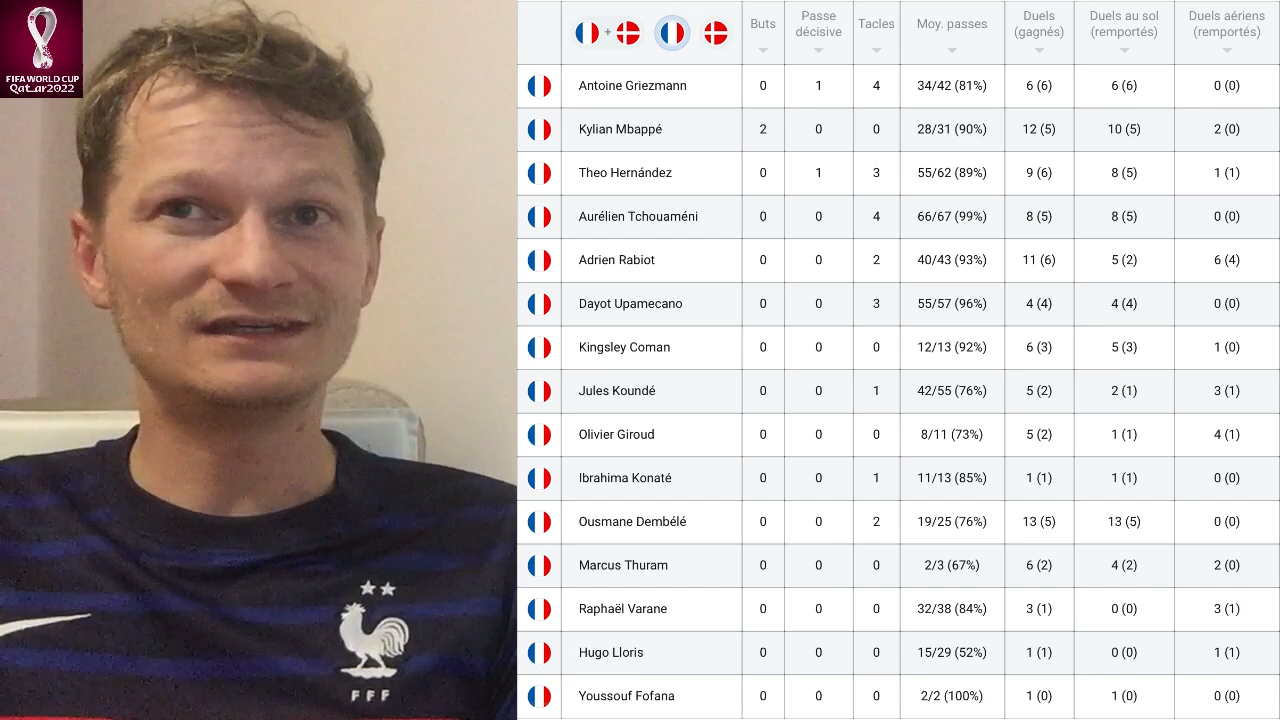 FIFA WORLD CUP
Qatar2022
FFF
+ Buts Passe décisive Tacles Moy. passes Duels (gagnés) Duels au sol (remportés) Duels aériens (remportés)
Antoine Griezmann 0 1 4 34/42 (81%) 6 (6) 6 (6) 0 (0)
Kylian Mbappé 2 0 0 28/31 (90%) 12 (5) 10 (5) 2 (0)
Theo Hernández 0 1 3 55/62 (89%) 9 (6) 8 (5) 1 (1)
Aurélien Tchouaméni 0 0 4 66/67 (99%) 8 (5) 8 (5) 0 (0)
Adrien Rabiot 0 0 2 40/43 (93%) 11 (6) 5 (2) 6 (4)
Dayot Upamecano 0 0 3 55/57 (96%) 4 (4) 4 (4) 0 (0)
Kingsley Coman 0 0 0 12/13 (92%) 6 (3) 5 (3) 1 (0)
Jules Koundé 0 0 1 42/55 (76%) 5 (2) 2 (1) 3 (1)
Olivier Giroud 0 0 0 8/11 (73%) 5 (2) 1 (1) 4 (1)
Ibrahima Konaté 0 0 1 11/13 (85%) 1 (1) 1 (1) 0 (0)
Ousmane Dembélé 0 0 2 19/25 (76%) 13 (5) 13 (5) 0 (0)
Marcus Thuram 0 0 0 2/3 (67%) 6 (2) 4 (2) 2 (0)
Raphaël Varane 0 0 0 32/38 (84%) 3 (1) 0 (0) 3 (1)
Hugo Lloris 0 0 0 15/29 (52%) 1 (1) 0 (0) 1 (1)
Youssouf Fofana 0 0 0 2/2 (100%) 1 (0) 1 (0) 0 (0)